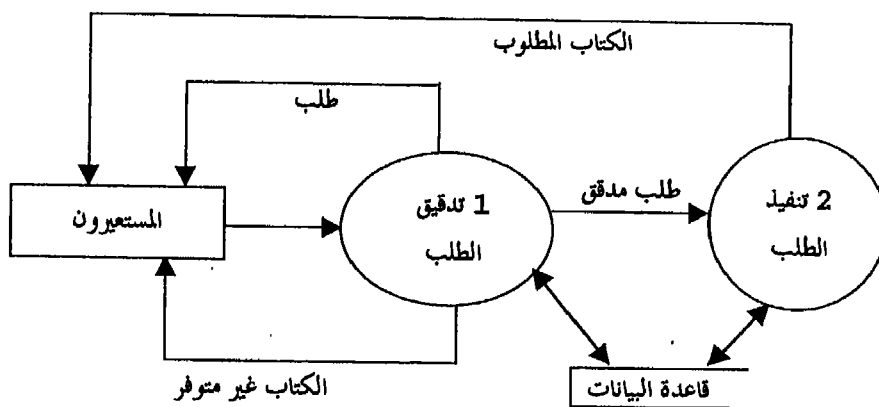 الكتاب المطلوب
طلب
المستعيرون
1 تدقيق
الطلب
طلب مدقق
2 تنفيذ
الطلب
الكتاب غير متوفر
قاعدة البيانات